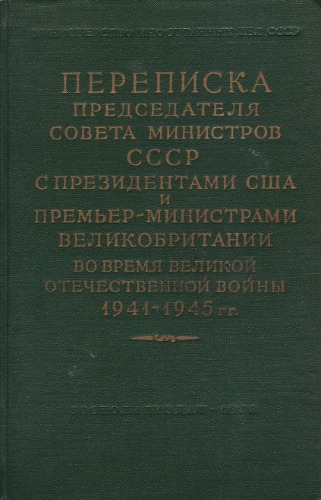 МИНИСТЕРСТВО ИНОСТРАННЫХ ДЕЛ СССР
ПЕРЕПИСКА
ПРЕДСЕДАТЕЛЯ
СОВЕТА МИНИСТРОВ
СССР
С ПРЕЗИДЕНТАМИ США
И
ПРЕМЬЕР-МИНИСТРАМИ
ВЕЛИКОБРИТАНИИ
ВО ВРЕМЯ ВЕЛИКОЙ
ОТЕЧЕСТВЕННОЙ ВОЙНЫ
1941-1945 гг.
ГОСПОЛИТИЗДАТ